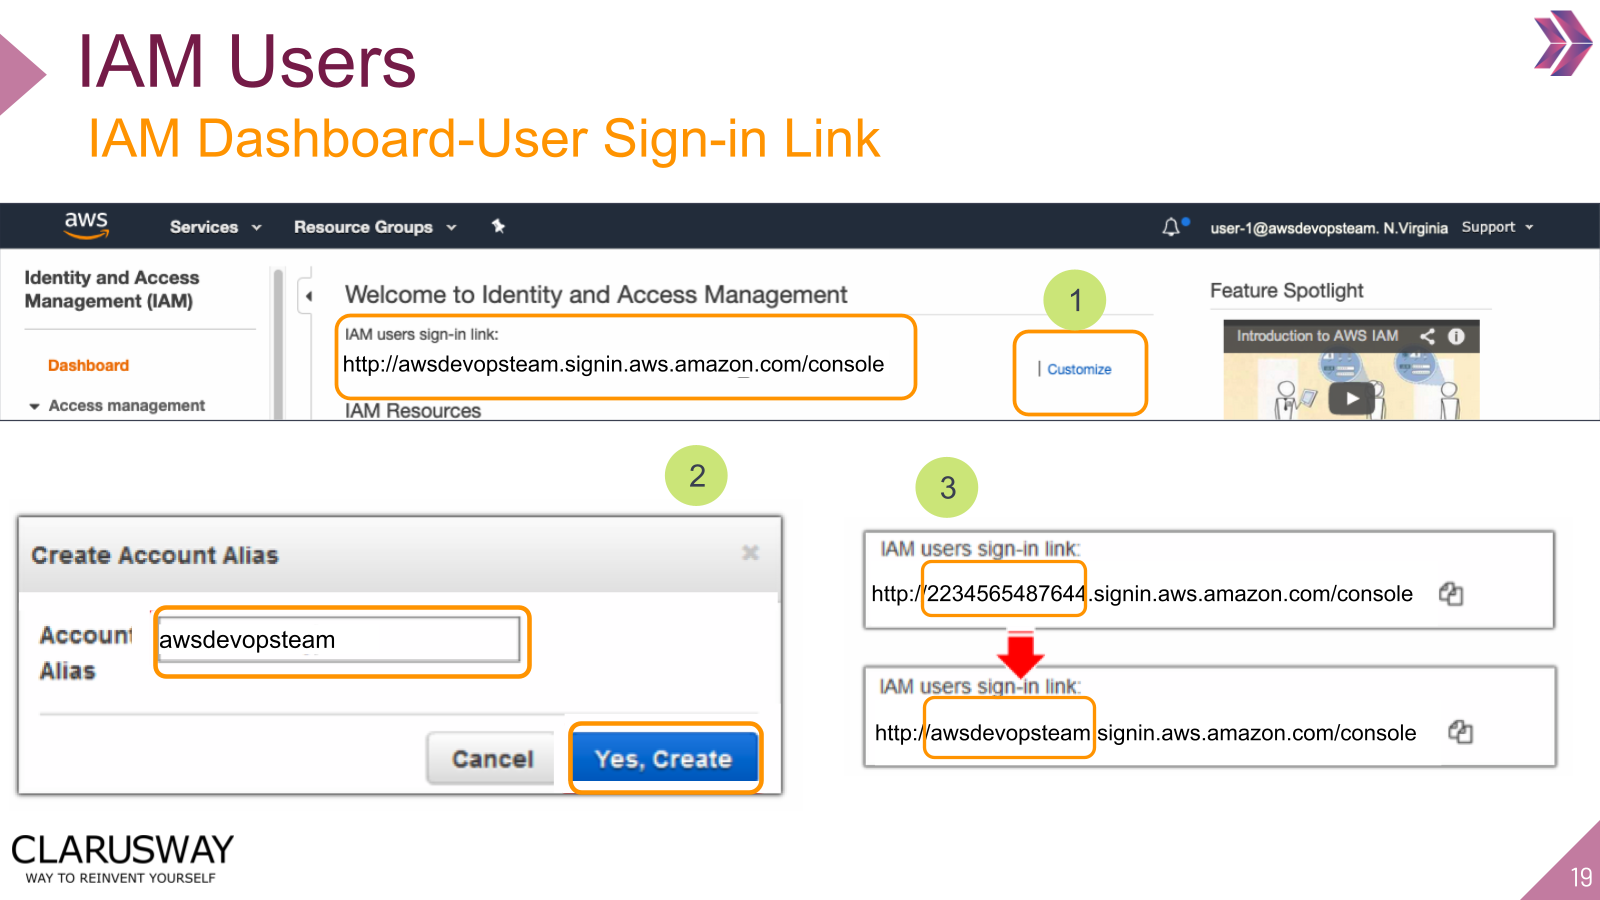 IAM Users
IAM Dashboard-User Sign-in Link
aws
Services
Resource Groups
user-1@awsdevopsteam. N.Virginia
Support
Identity and Access
Management (IAM)
Dashboard
Access management
Welcome to Identity and Access Management
IAM users sign-in link:
http://awsdevopsteam.signin.aws.amazon.com/console
IAM Resources
1
| Customize
Feature Spotlight
Introduction to AWS IAM
2
Create Account Alias
Account
Alias
awsdevopsteam
Cancel
Yes, Create
3
IAM users sign-in link:
http://2234565487644.signin.aws.amazon.com/console
IAM users sign-in link:
http://awsdevopsteam.signin.aws.amazon.com/console
CLARUSWAY
WAY TO REINVENT YOURSELF
19